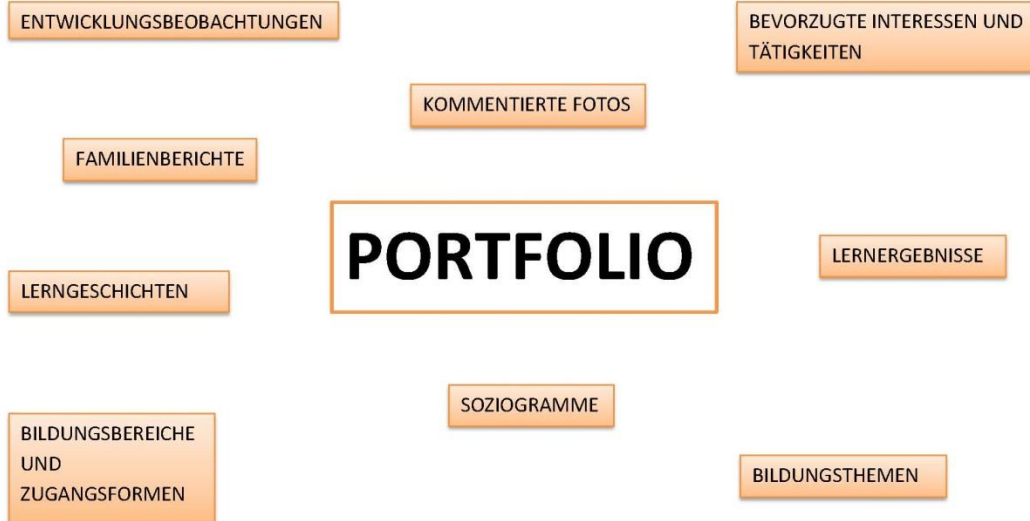 ENTWICKLUNGSBEOBACHTUNGEN
BEVORZUGTE INTERESSEN UND
TÄTIGKEITEN
KOMMENTIERTE FOTOS
FAMILIENBERICHTE
PORTFOLIO
LERNERGEBNISSE
LERNGESCHICHTEN
SOZIOGRAMME
BILDUNGSBEREICHE
UND
ZUGANGSFORMEN
BILDUNGSTHEMEN